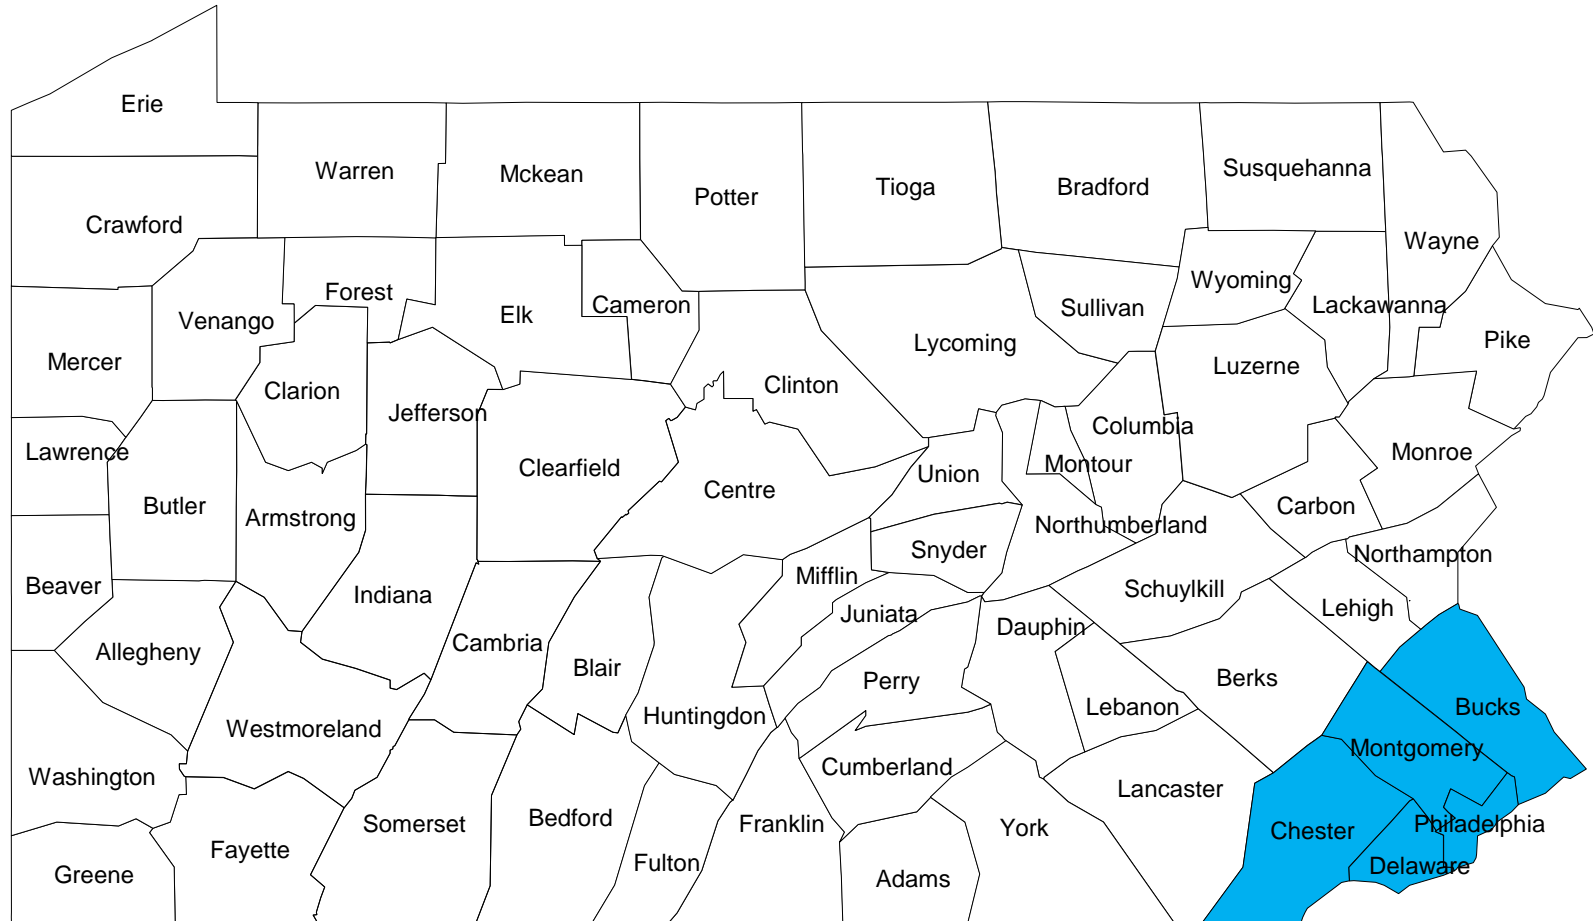 Erie
Warren
Mckean
Potter
Tioga
Bradford
Susquehanna
Crawford
Wayne
Forest
Venango
Elk
Cameron
Sullivan
Wyoming
Lackawanna
Mercer
Clarion
Jefferson
Clinton
Lycoming
Luzerne
Pike
Lawrence
Butler
Armstrong
Clearfield
Centre
Union
Montour
Columbia
Monroe
Carbon
Northumberland
Snyder
Northampton
Beaver
Indiana
Mifflin
Juniata
Schuylkill
Lehigh
Allegheny
Cambria
Blair
Dauphin
Perry
Lebanon
Berks
Bucks
Westmoreland
Huntingdon
Montgomery
Washington
Cumberland
Lancaster
Somerset
Bedford
Franklin
York
Chester
Philadelphia
Greene
Fayette
Fulton
Adams
Delaware